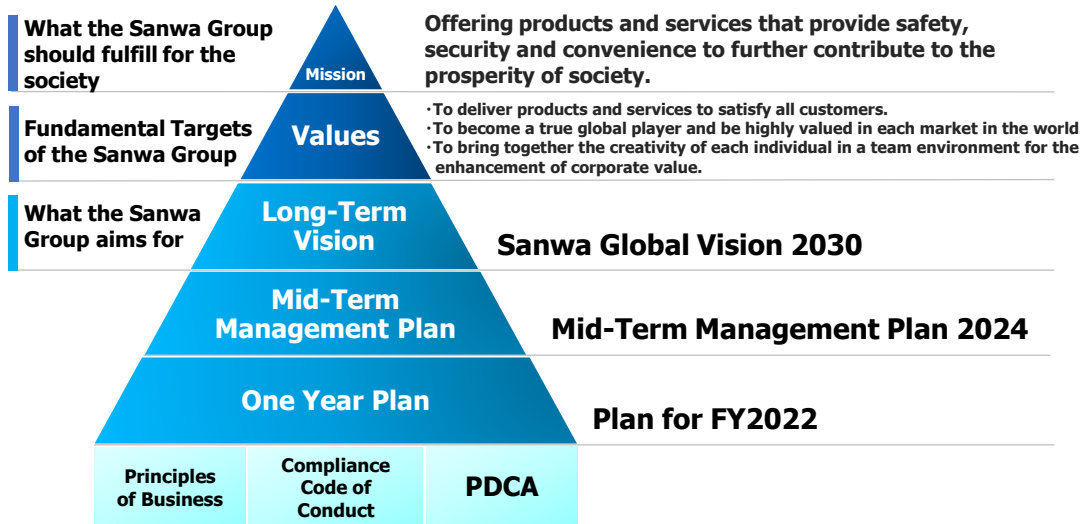 What the Sanwa Group
should fulfill for the
society
Mission
Offering products and services that provide safety,
security and convenience to further contribute to the
prosperity of society.
Fundamental Targets
of the Sanwa Group
Values
・To deliver products and services to satisfy all customers.
・To become a true global player and be highly valued in each market in the world
・To bring together the creativity of each individual in a team environment for the
enhancement of corporate value.
What the Sanwa
Group aims for
Long-Term
Vision
Sanwa Global Vision 2030
Mid-Term
Management Plan
Mid-Term Management Plan 2024
One Year Plan
Plan for FY2022
Principles
of Business
Compliance
Code of
Conduct
PDCA